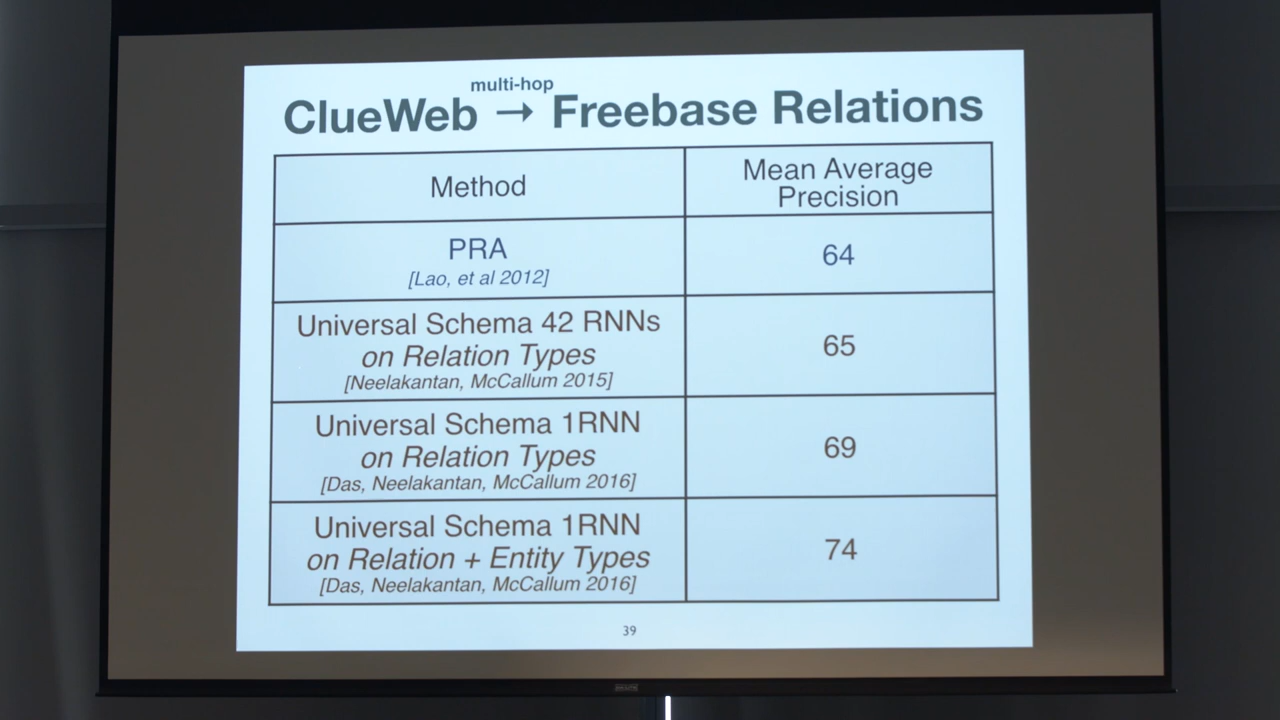 multi-hop
ClueWeb → Freebase Relations
Method
Mean Average
Precision
PRA
[Lao, et al 2012]
64
Universal Schema 42 RNNs
on Relation Types
[Neelakantan, McCallum 2015]
65
Universal Schema 1RNN
on Relation Types
[Das, Neelakantan, McCallum 2016]
69
Universal Schema 1RNN
on Relation + Entity Types
[Das, Neelakantan, McCallum 2016]
74
39